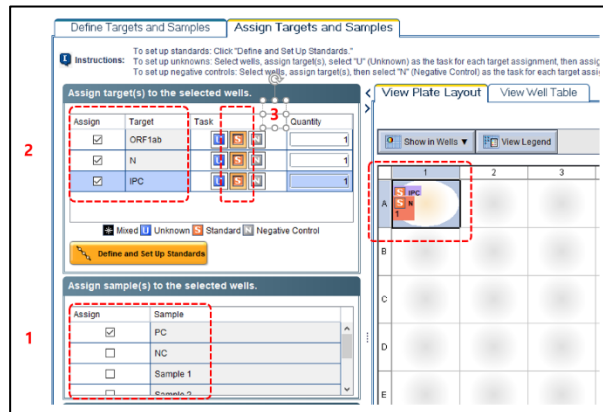 Define Targets and Samples
Assign Targets and Samples
Instructions:
To set up standards: Click "Define and Set Up Standards."
To set up unknowns: Select wells, assign target(s), select "U" (Unknown) as the task for each target assignment, then assig
To set up negative controls: Select wells, assign target(s), then select "N" (Negative Control) as the task for each target assig
Assign target(s) to the selected wells.
3
Assign Target Task Quantity
2
ORF1ab U S N 1
N U S N 1
IPC U S N 1
Mixed U Unknown S Standard N Negative Control
Define and Set Up Standards
Assign sample(s) to the selected wells.
Assign Sample
1
PC
NC
Sample 1
Sample 2
View Plate Layout
View Well Table
Show in Wells ▼
View Legend
1 2 3
A
S IPC
S N
1
B
C
D
E